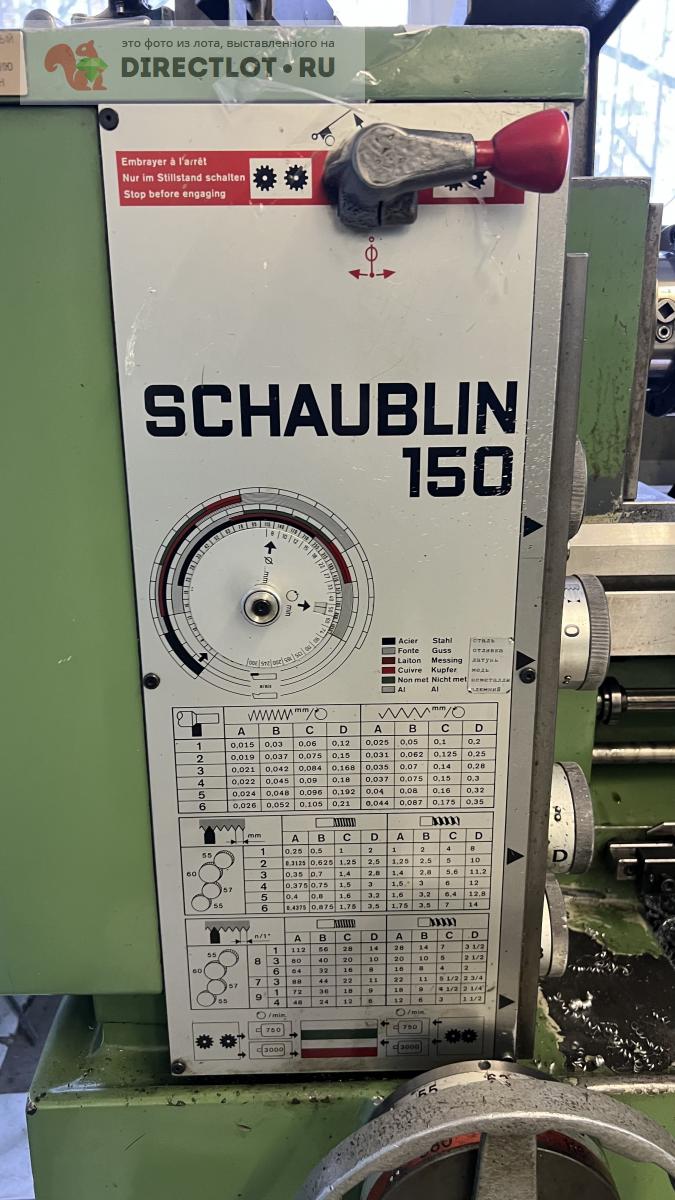 это фото из лота, выставленного на
DIRECTLOT.RU
Embrayer à l'arrêt
Nur im Stillstand schalten
Stop before engaging
SCHAUBLIN
150
Acier Stahl сталь
Fonte Guss отливка
Laiton Messing латунь
Cuivre Kupfer медь
Non met Nicht met неметалли
Al Al
mm/ mm/
A B C D A B C D
1 0,015 0,03 0,06 0,12 0,025 0,05 0,1 0,2
2 0,019 0,037 0,075 0,15 0,031 0,062 0,125 0,25
3 0,021 0,042 0,084 0,168 0,035 0,07 0,14 0,28
4 0,022 0,045 0,09 0,18 0,037 0,075 0,15 0,3
5 0,024 0,048 0,096 0,192 0,04 0,08 0,16 0,32
6 0,026 0,052 0,105 0,21 0,044 0,087 0,175 0,35
mm A B C D A B C D
55 60 57 55
1 0,25 0,5 1 2 1 2 4 8
2 0,3125 0,625 1,25 2,5 1,25 2,5 5 10
3 0,35 0,7 1,4 2,8 1,4 2,8 5,6 11,2
4 0,375 0,75 1,5 3 1,5 3 6 12
5 0,4 0,8 1,6 3,2 1,6 3,2 6,4 12,8
6 0,4375 0,875 1,75 3,5 1,75 3,5 7 14
n/1" A B C D A B C D
55 60 57 55
8 1 112 56 28 14 28 14 7 3 1/2
3 80 40 20 10 20 10 5 2 1/2
6 64 32 16 8 16 8 4 2
7 3 88 44 22 11 22 11 5 1/2 2 3/4
9 1 72 36 18 9 18 9 4 1/2 2 1/4
4 48 24 12 6 12 6 3 1 1/2
/min. /min.
750 750
3000 3000
0
D
55